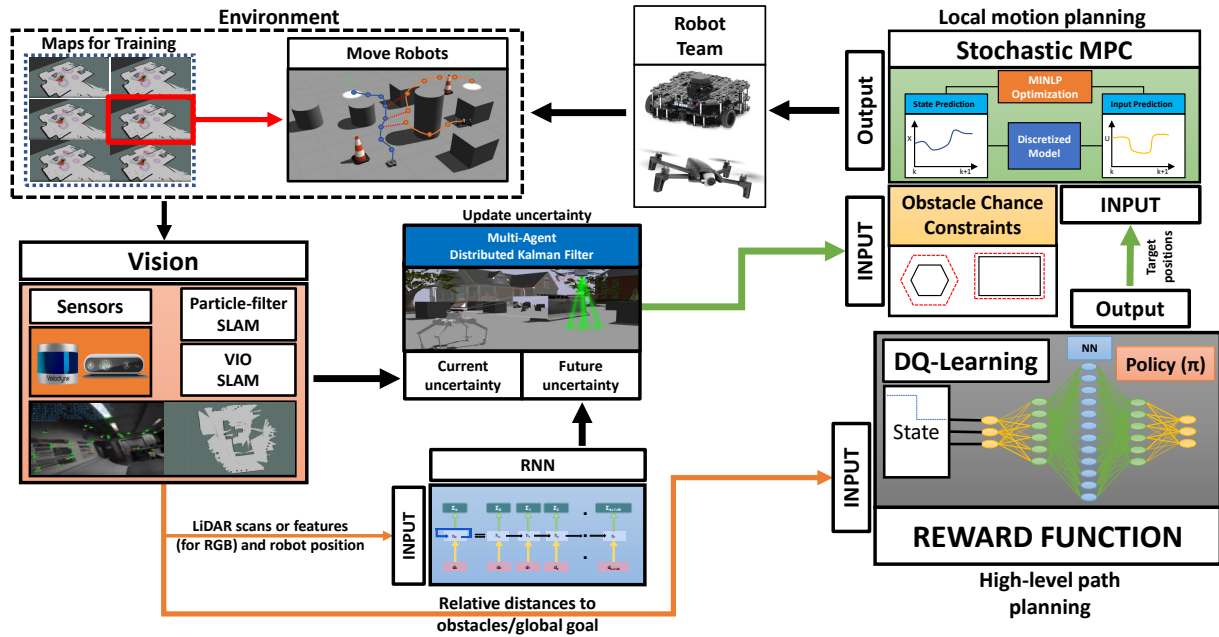 Environment
Maps for Training
Move Robots
Robot
Team
Local motion planning
Stochastic MPC
MINLP
Optimization
State Prediction
Input Prediction
Discretized
Model
X
k
k+1
U
k
k+1
Output
Obstacle Chance
Constraints
INPUT
INPUT
Target
positions
Output
Vision
Sensors
Velodyne
Particle-filter
SLAM
VIO
SLAM
Update uncertainty
Multi-Agent
Distributed Kalman Filter
Current
uncertainty
Future
uncertainty
RNN
INPUT
LiDAR scans or features
(for RGB) and robot position
Relative distances to
obstacles/global goal
INPUT
DQ-Learning
NN
Policy (π)
State
REWARD FUNCTION
High-level path
planning